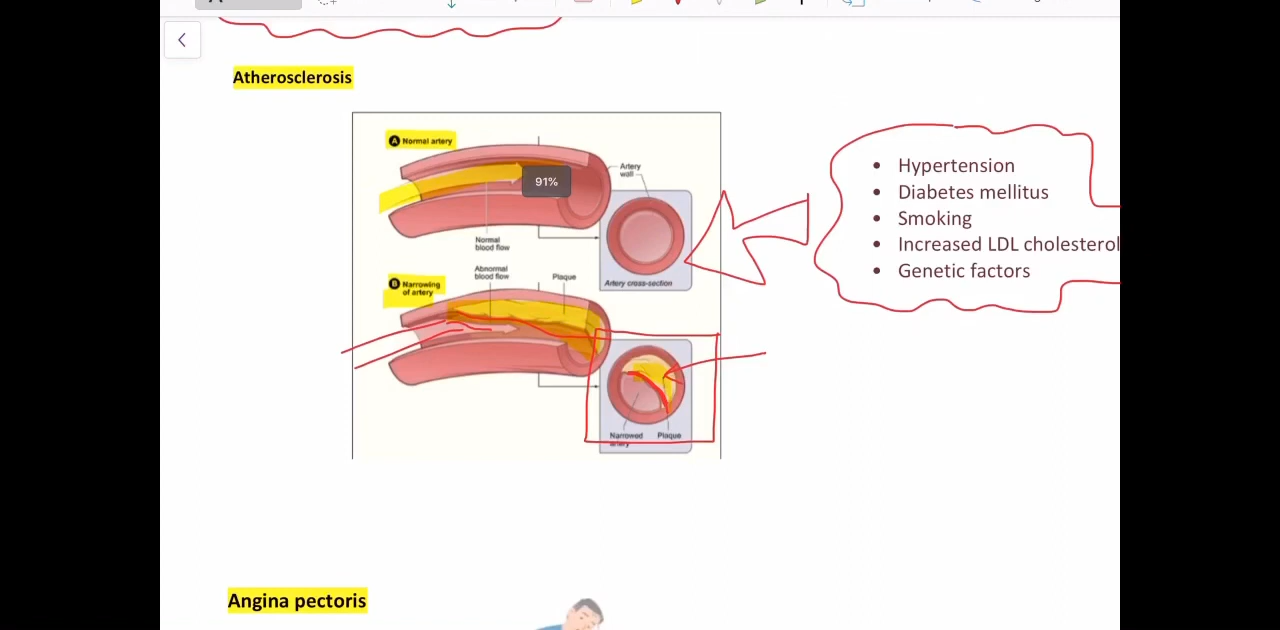 Atherosclerosis
A Normal artery
Artery
wall
91%
Normal
blood flow
Artery cross-section
Abnormal
blood flow
Plaque
B Narrowing
of artery
Narrowed
artery
Plaque
• Hypertension
• Diabetes mellitus
• Smoking
• Increased LDL cholesterol
• Genetic factors
Angina pectoris